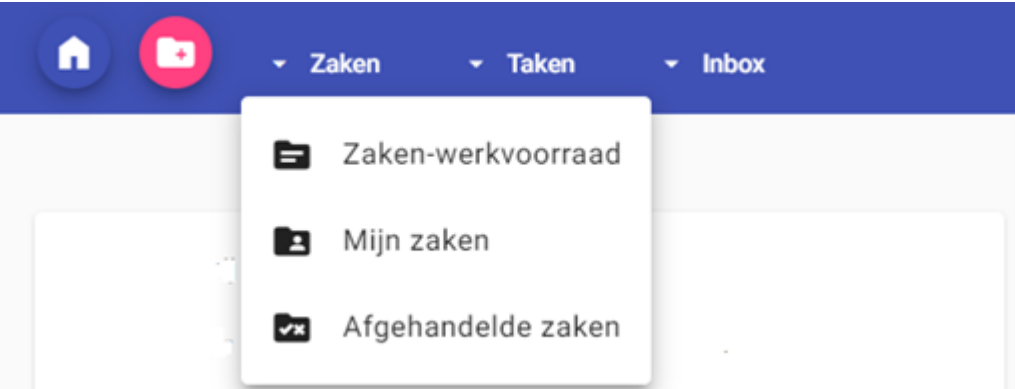 Zaken Taken Inbox
Zaken-werkvoorraad
Mijn zaken
Afgehandelde zaken